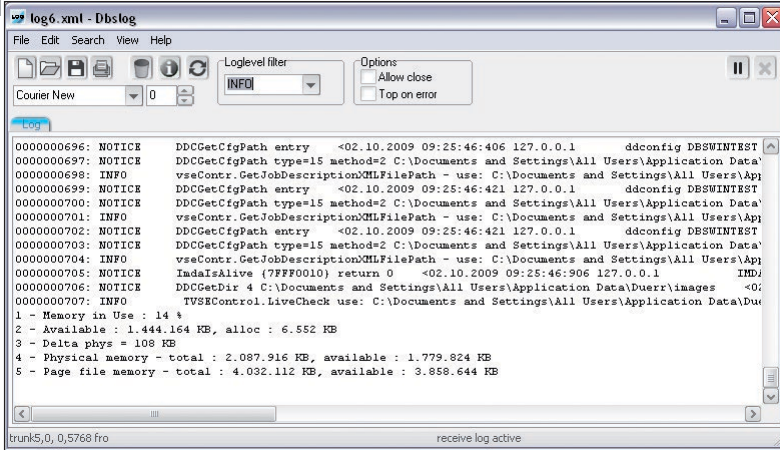 log6.xml - Dbslog
File Edit Search View Help
Loglevel filter
INFO
Options
Allow close
Top on error
Courier New
0
Log
0000000696: NOTICE DDCGetCfgPath entry <02.10.2009 09:25:46:406 127.0.0.1 ddconfig DBSWINTEST
0000000697: NOTICE DDCGetCfgPath type=15 method=2 C:\Documents and Settings\All Users\Application Data\
0000000698: INFO vseContr.GetJobDescriptionXMLFilePath - use: C:\Documents and Settings\All Users\App
0000000699: NOTICE DDCGetCfgPath entry <02.10.2009 09:25:46:421 127.0.0.1 ddconfig DBSWINTEST
0000000700: NOTICE DDCGetCfgPath type=15 method=2 C:\Documents and Settings\All Users\Application Data\
0000000701: INFO vseContr.GetJobDescriptionXMLFilePath - use: C:\Documents and Settings\All Users\App
0000000702: NOTICE DDCGetCfgPath entry <02.10.2009 09:25:46:421 127.0.0.1 ddconfig DBSWINTEST
0000000703: NOTICE DDCGetCfgPath type=15 method=2 C:\Documents and Settings\All Users\Application Data\
0000000704: INFO vseContr.GetJobDescriptionXMLFilePath - use: C:\Documents and Settings\All Users\App
0000000705: NOTICE ImdaIsAlive {7FFF0010} return 0 <02.10.2009 09:25:46:906 127.0.0.1 IMDA
0000000706: NOTICE DDCGetDir 4 C:\Documents and Settings\All Users\Application Data\Duerr\images <02
0000000707: INFO TVSEControl.LiveCheck use: C:\Documents and Settings\All Users\Application Data\Due
1 - Memory in Use : 14 %
2 - Available : 1.444.164 KB, alloc : 6.552 KB
3 - Delta phys = 108 KB
4 - Physical memory - total : 2.087.916 KB, available : 1.779.824 KB
5 - Page file memory - total : 4.032.112 KB, available : 3.858.644 KB
trunk5,0, 0,5768 fro receive log active